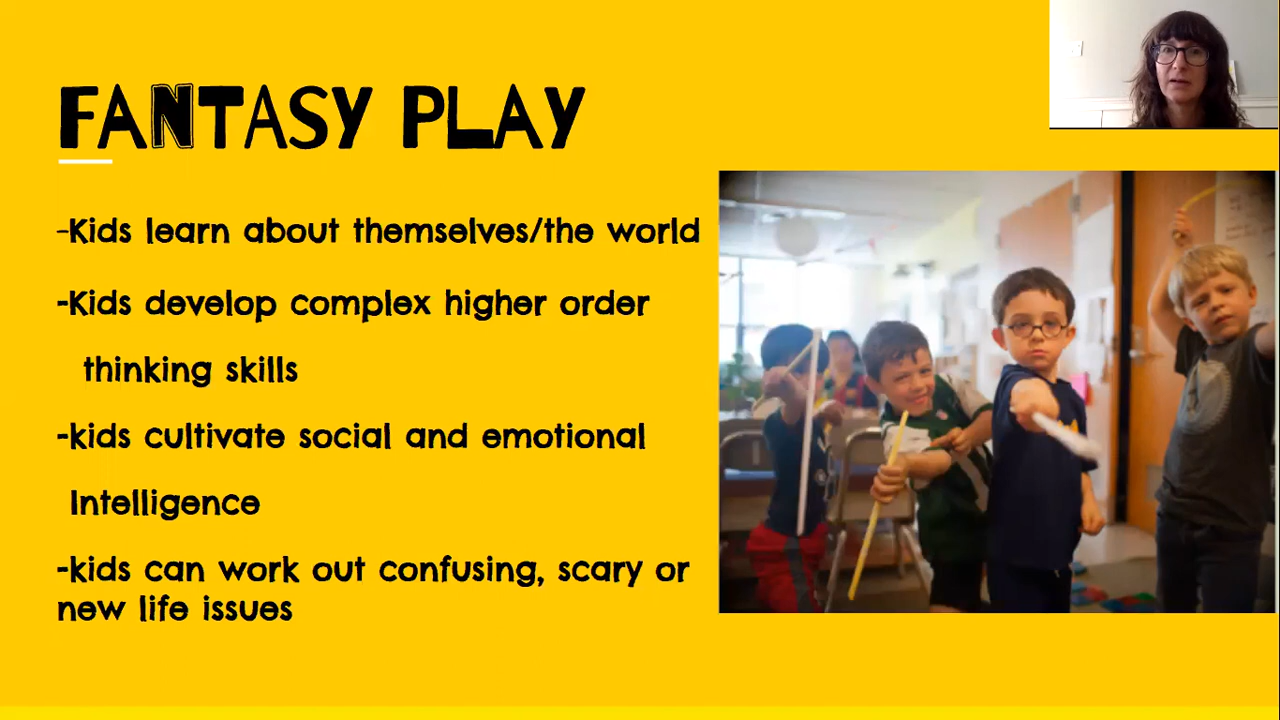 FANTASY PLAY
-Kids learn about themselves/the world
-Kids develop complex higher order
thinking skills
-kids cultivate social and emotional
Intelligence
-kids can work out confusing, scary or
new life issues